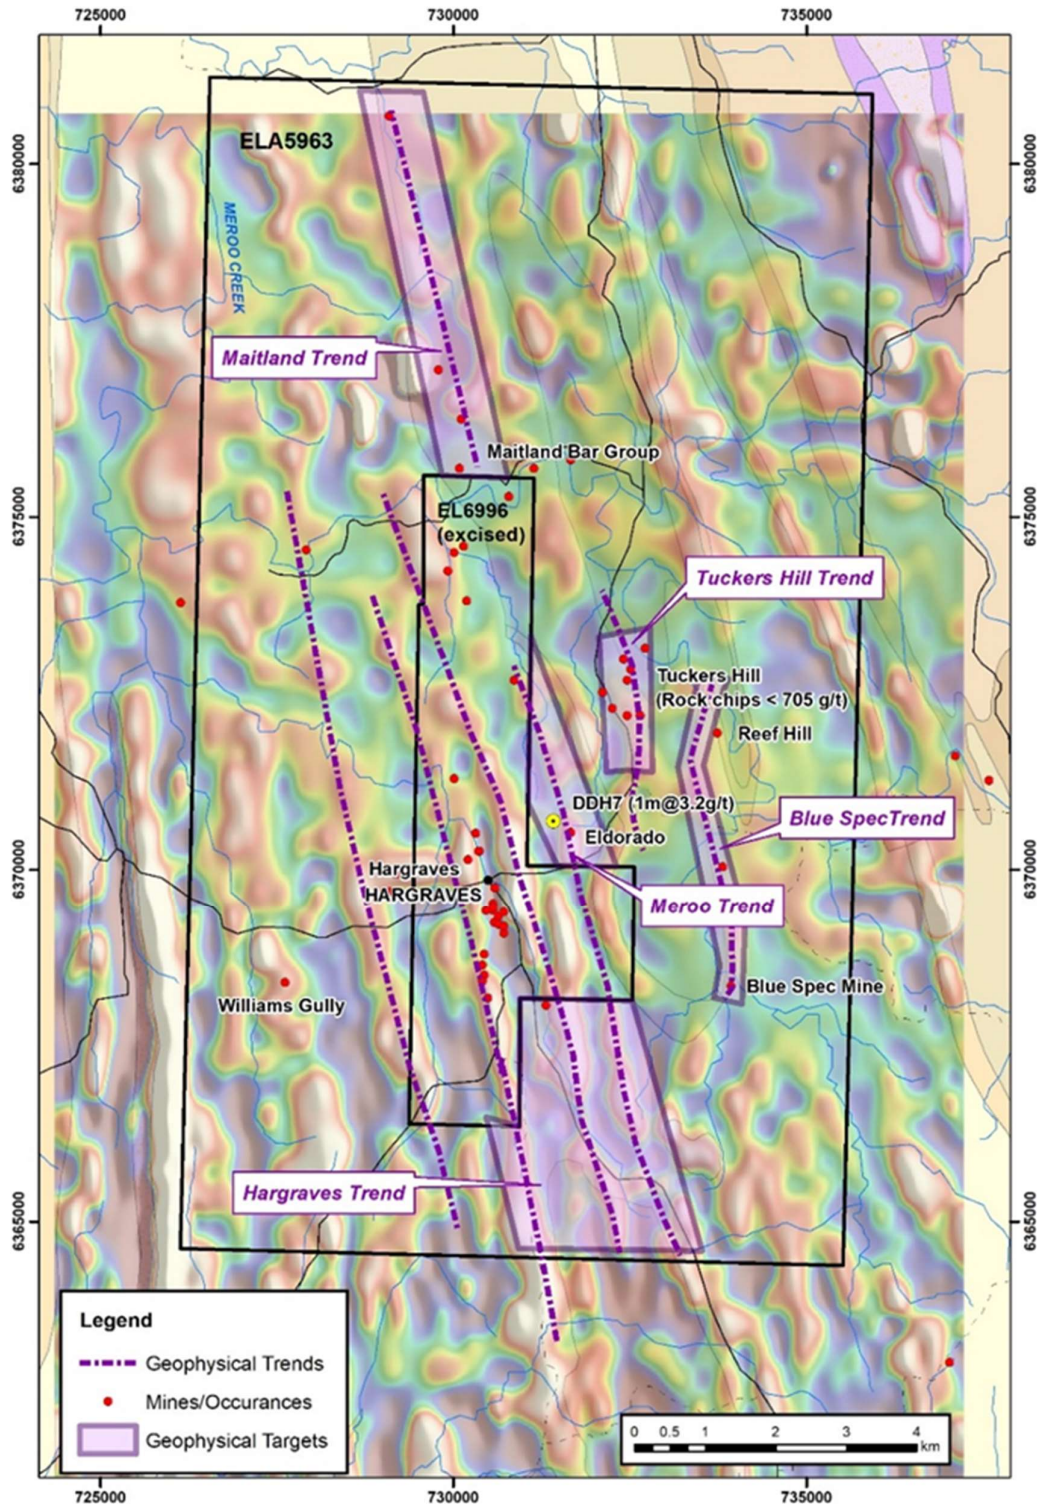 725000
730000
735000
6380000
6380000
ELA5963
MEROO CREEK
Maitland Trend
Maitland Bar Group
6375000
6375000
EL6996
(excised)
Tuckers Hill Trend
Tuckers Hill
(Rock chips < 705 g/t)
Reef Hill
DDH7 (1m@3.2g/t)
Blue SpecTrend
Eldorado
6370000
6370000
Hargraves
HARGRAVES
Meroo Trend
Blue Spec Mine
Williams Gully
Hargraves Trend
6365000
6365000
Legend
Geophysical Trends
Mines/Occurances
Geophysical Targets
0 0.5 1 2 3 4
km
725000
730000
735000